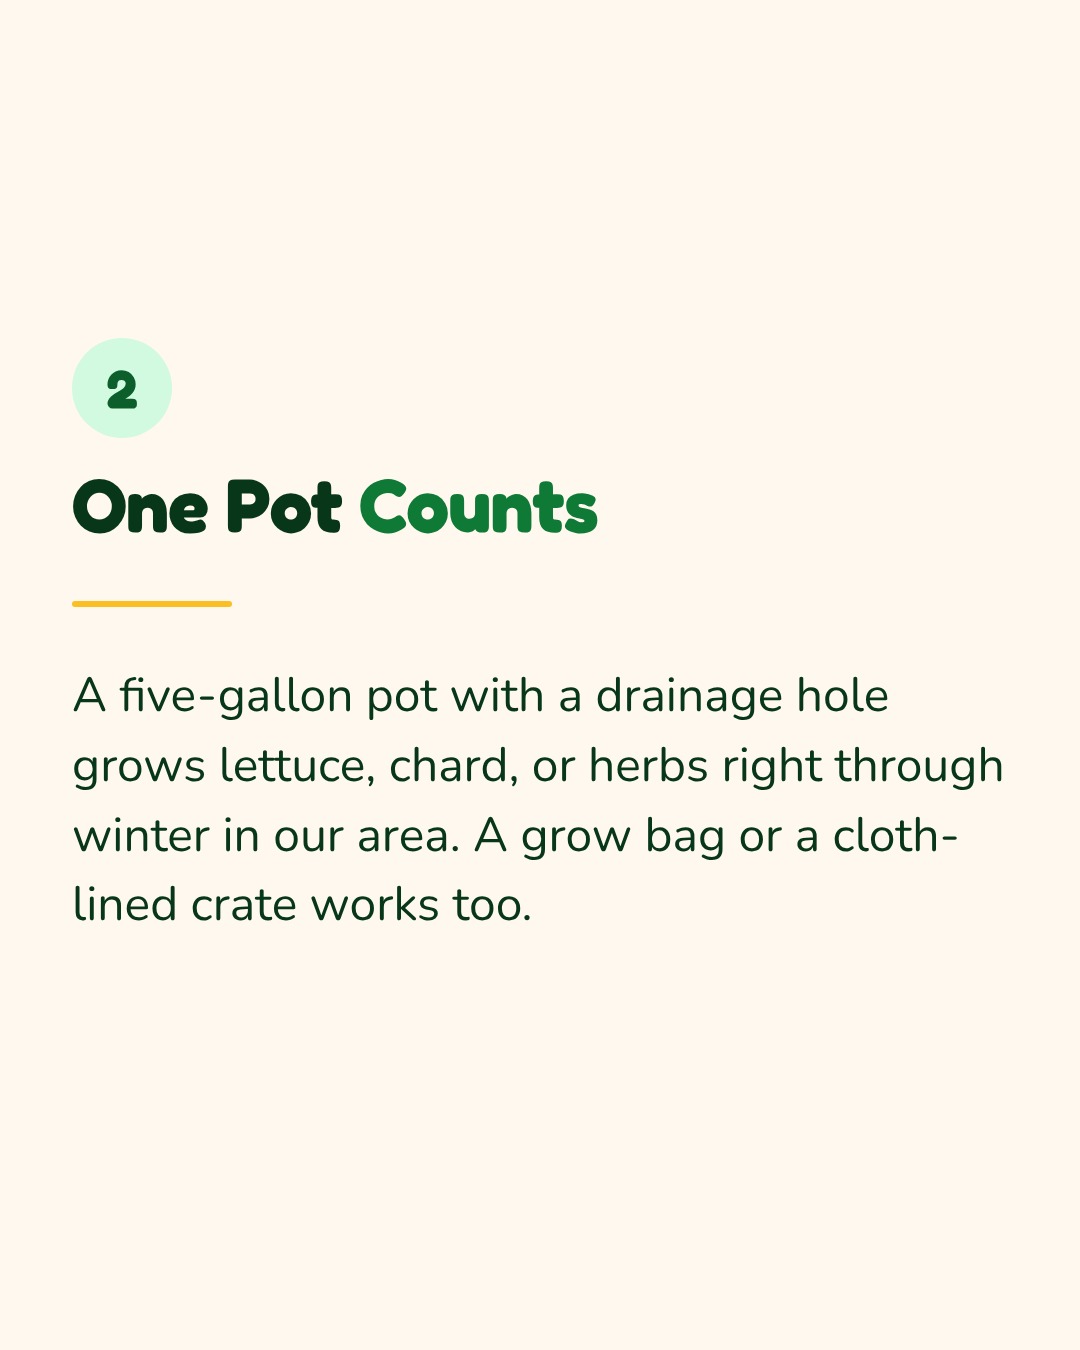 2
One Pot Counts
A five-gallon pot with a drainage hole
grows lettuce, chard, or herbs right through
winter in our area. A grow bag or a cloth-
lined crate works too.